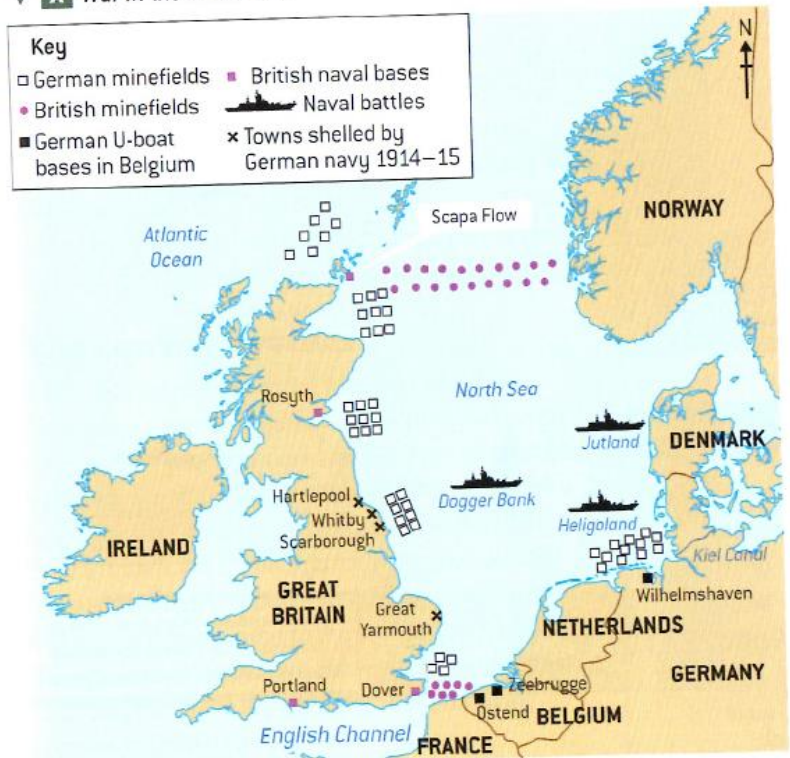 Key
German minefields
British naval bases
British minefields
Naval battles
German U-boat
bases in Belgium
Towns shelled by
German navy 1914–15
N
Atlantic
Ocean
Scapa Flow
NORWAY
Rosyth
North Sea
Jutland
DENMARK
Dogger Bank
Heligoland
Kiel Canal
Hartlepool
Whitby
Scarborough
IRELAND
GREAT
BRITAIN
Great
Yarmouth
Wilhelmshaven
NETHERLANDS
GERMANY
Portland
Dover
Zeebrugge
Ostend
BELGIUM
English Channel
FRANCE